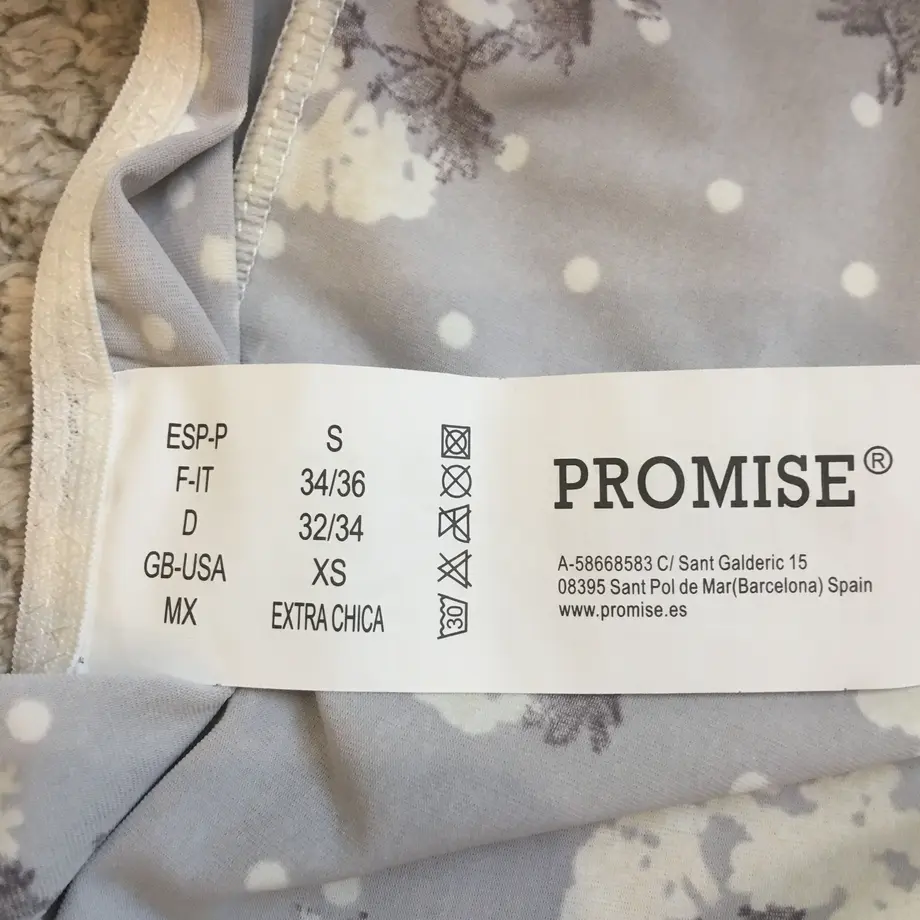 ESP-P S
F-IT 34/36
D 32/34
GB-USA XS
MX EXTRA CHICA
30
PROMISE®
A-58668583 C/ Sant Galderic 15
08395 Sant Pol de Mar(Barcelona) Spain
www.promise.es